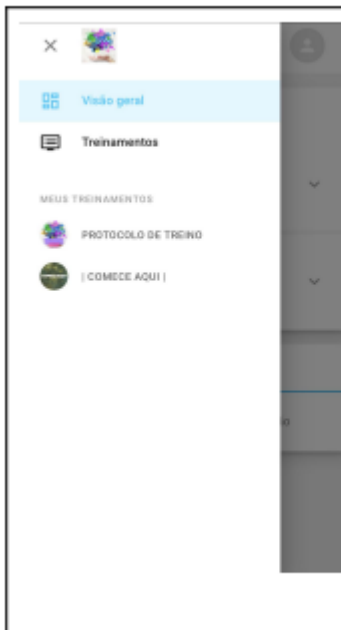 Visão geral
Treinamentos
MEUS TREINAMENTOS
PROTOCOLO DE TREINO
| COMECE AQUI |